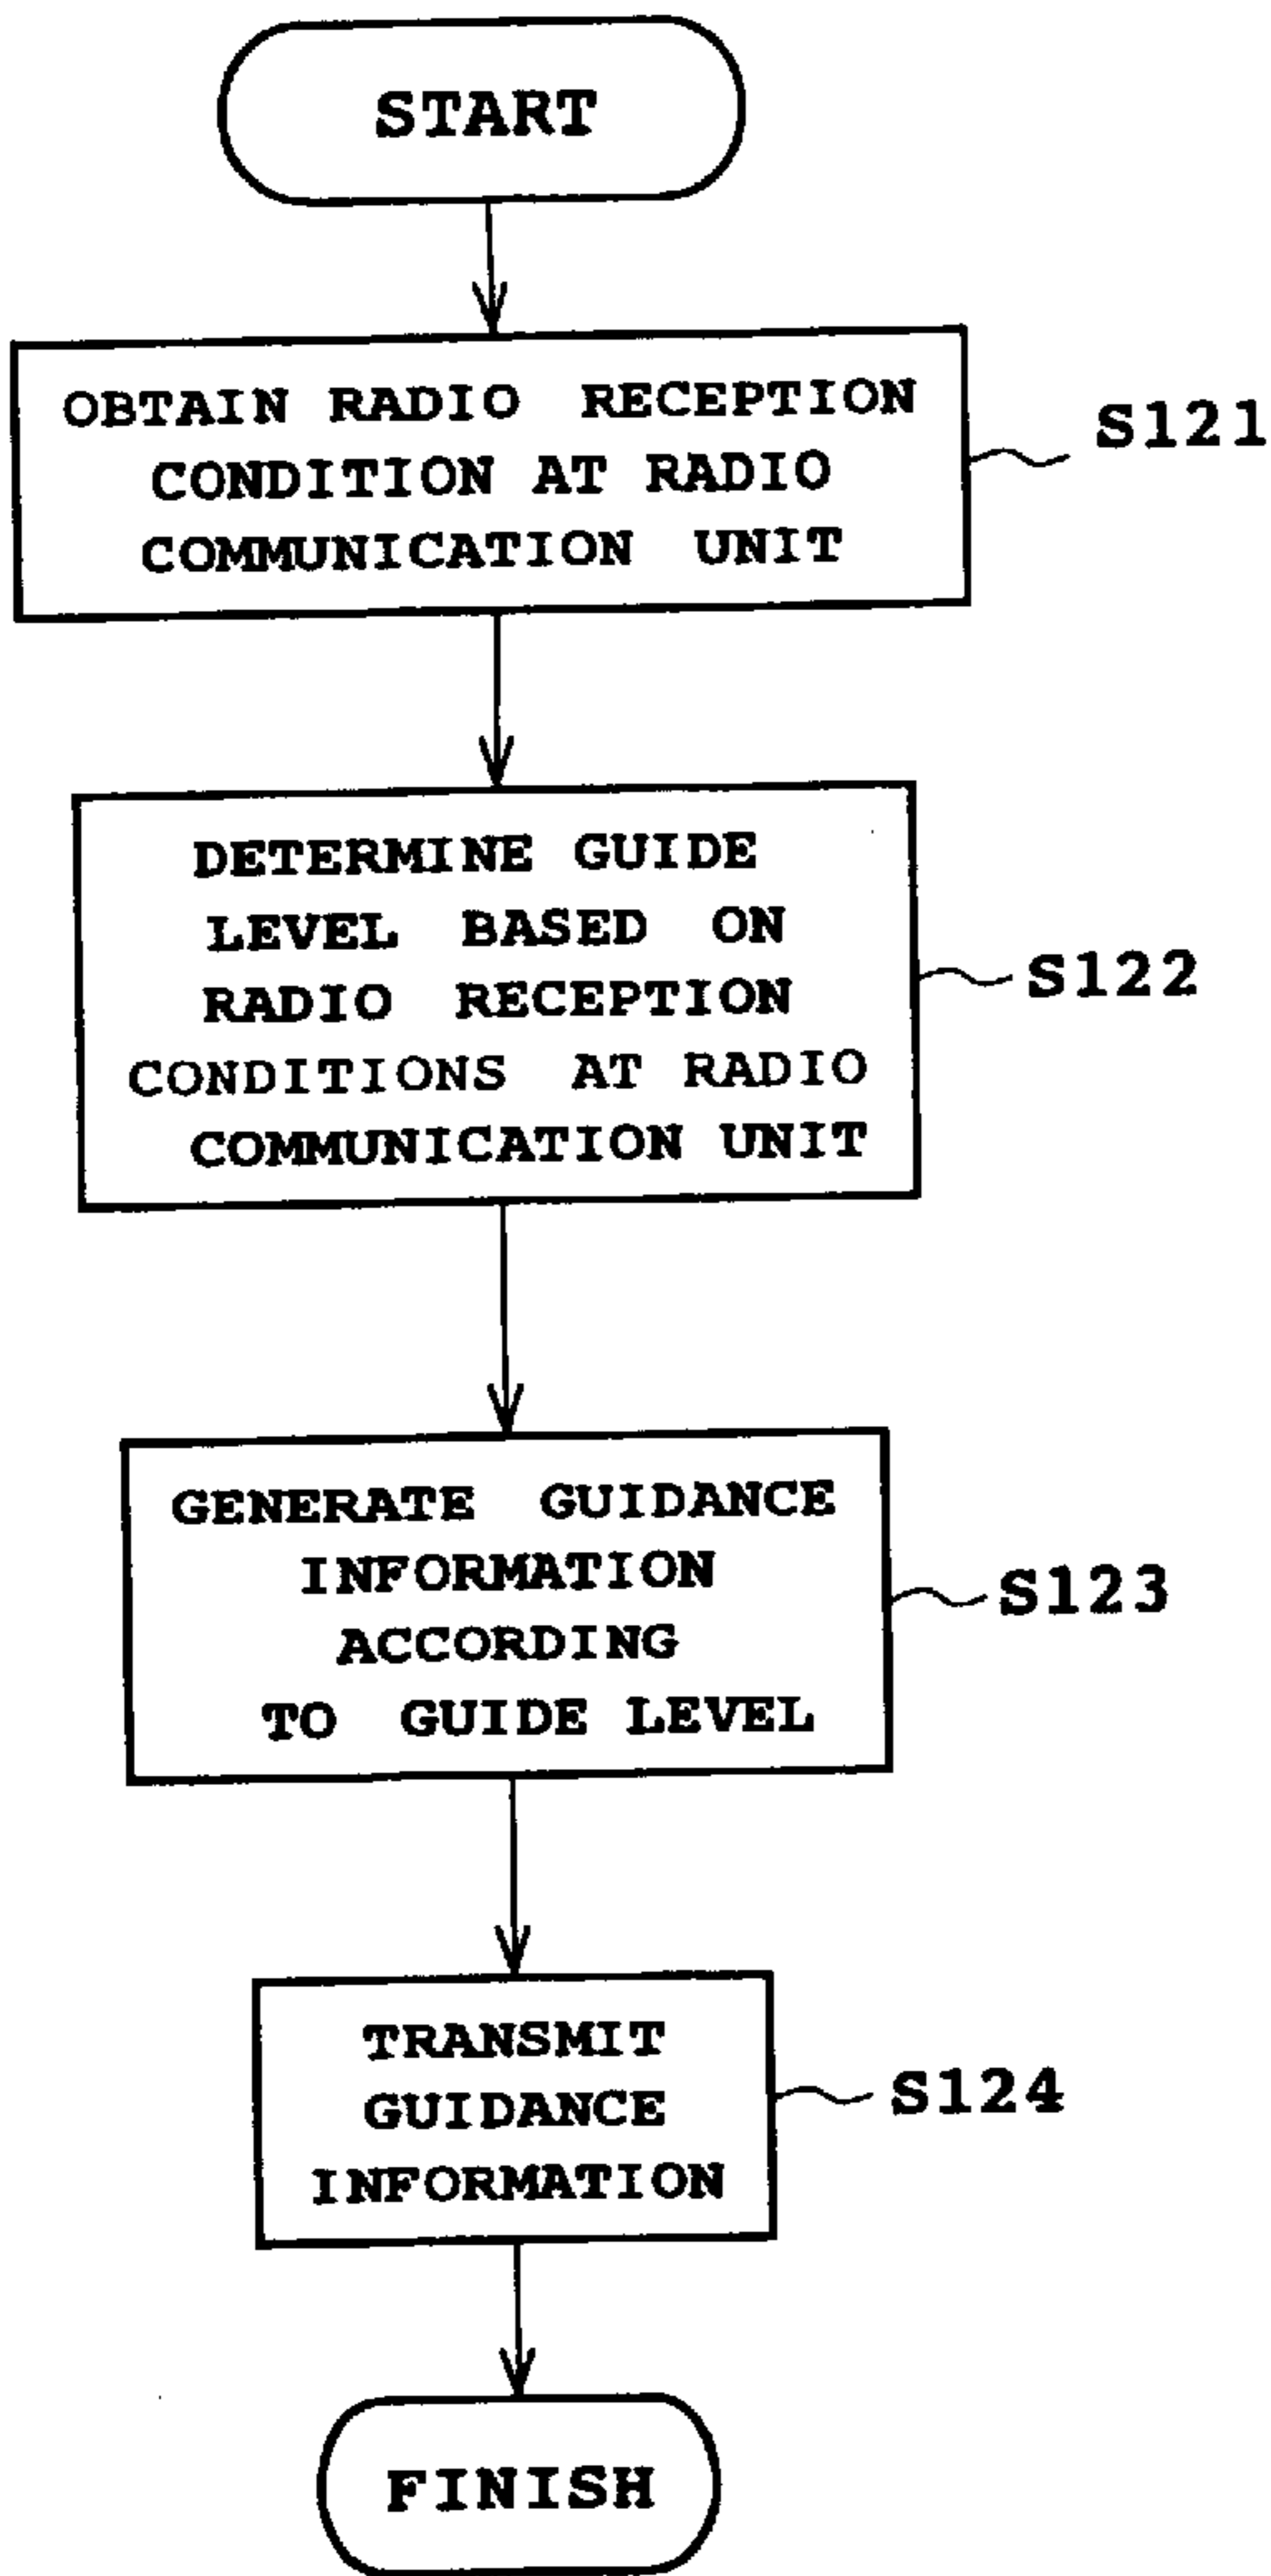 START
OBTAIN RADIO RECEPTION
CONDITION AT RADIO
COMMUNICATION UNIT
S121
DETERMINE GUIDE
LEVEL BASED ON
RADIO RECEPTION
CONDITIONS AT RADIO
COMMUNICATION UNIT
S122
GENERATE GUIDANCE
INFORMATION
ACCORDING
TO GUIDE LEVEL
S123
TRANSMIT
GUIDANCE
INFORMATION
S124
FINISH